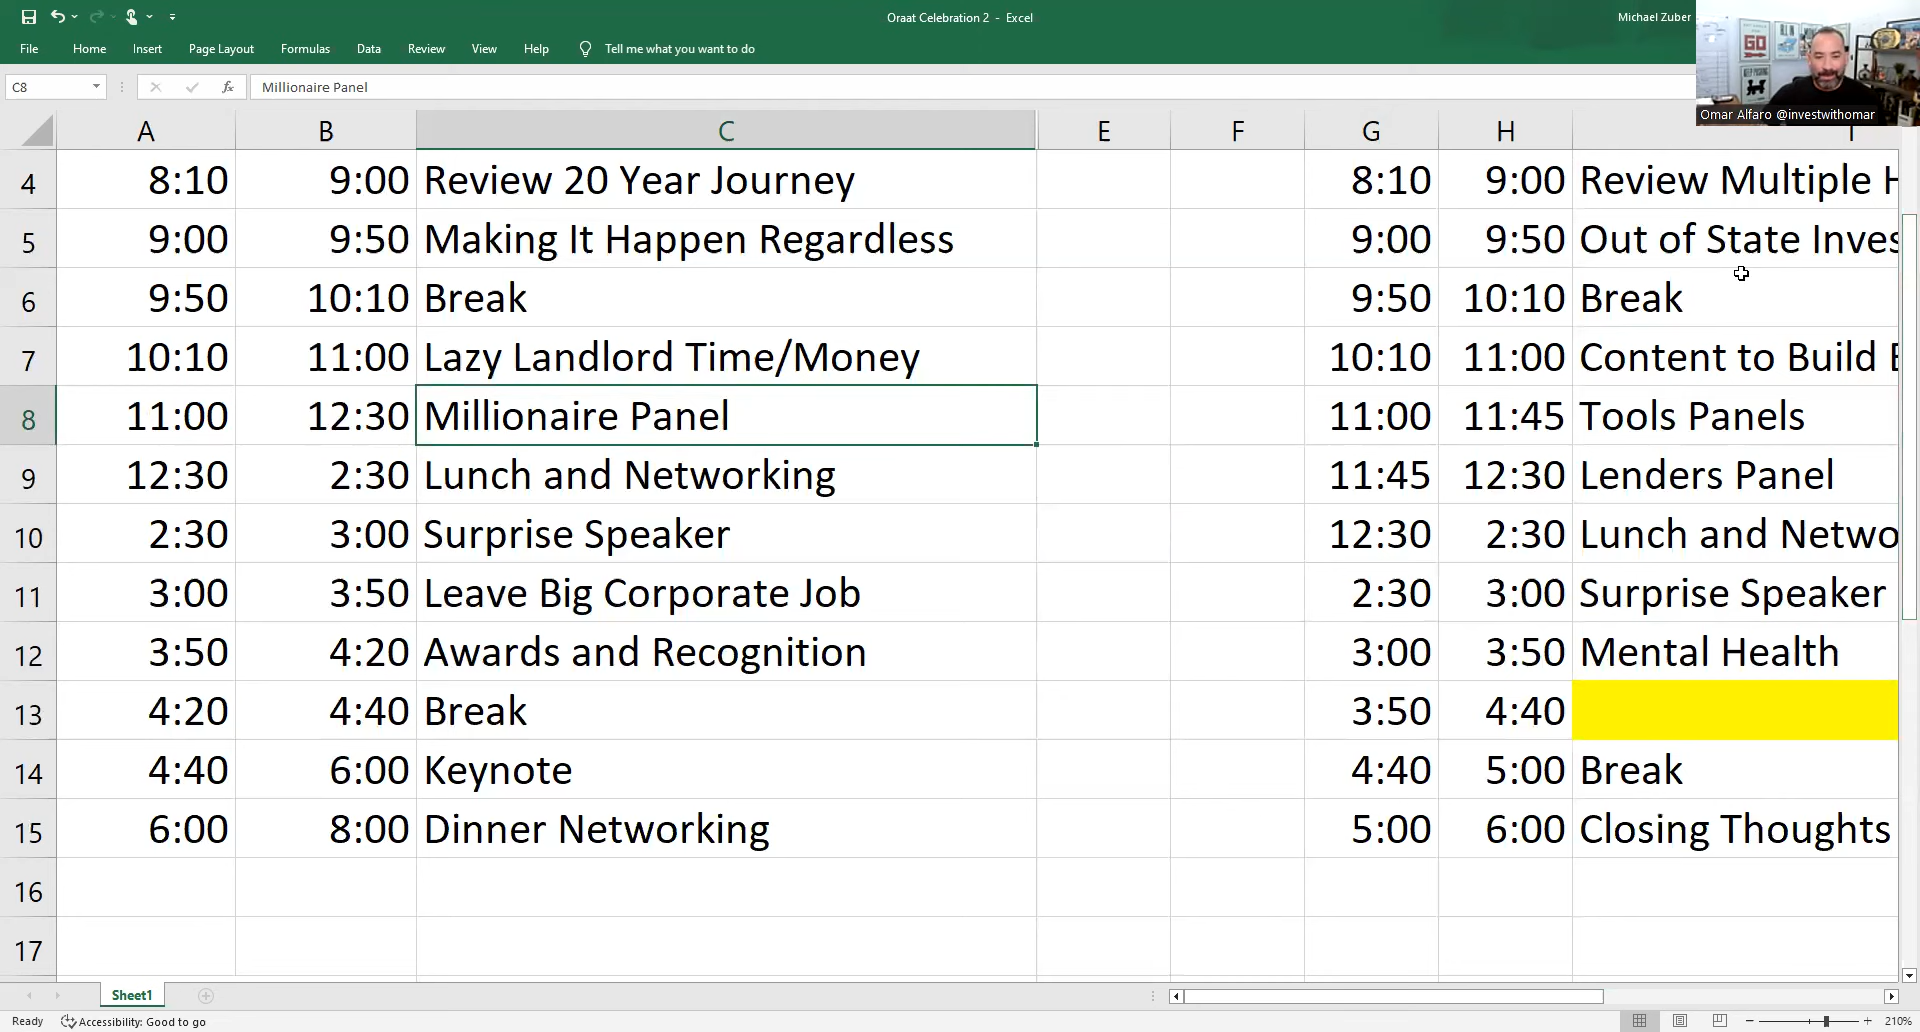 Oraat Celebration 2 - Excel
Michael Zuber
File Home Insert Page Layout Formulas Data Review View Help Tell me what you want to do
C8 fx Millionaire Panel
GO
ALL IN
KEEP PUSHING
Omar Alfaro @investwithomar
A B C E F G H I
4 8:10 9:00 Review 20 Year Journey 8:10 9:00 Review Multiple H
5 9:00 9:50 Making It Happen Regardless 9:00 9:50 Out of State Inves
6 9:50 10:10 Break 9:50 10:10 Break
7 10:10 11:00 Lazy Landlord Time/Money 10:10 11:00 Content to Build
8 11:00 12:30 Millionaire Panel 11:00 11:45 Tools Panels
9 12:30 2:30 Lunch and Networking 11:45 12:30 Lenders Panel
10 2:30 3:00 Surprise Speaker 12:30 2:30 Lunch and Netwo
11 3:00 3:50 Leave Big Corporate Job 2:30 3:00 Surprise Speaker
12 3:50 4:20 Awards and Recognition 3:00 3:50 Mental Health
13 4:20 4:40 Break 3:50 4:40
14 4:40 6:00 Keynote 4:40 5:00 Break
15 6:00 8:00 Dinner Networking 5:00 6:00 Closing Thoughts
16
17
Sheet1
Ready Accessibility: Good to go 210%